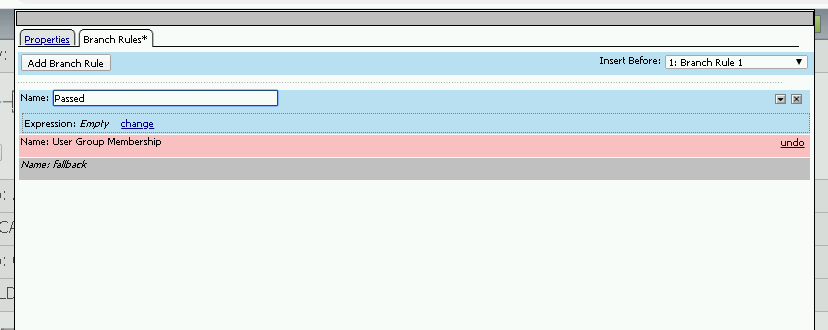 Properties Branch Rules*
Add Branch Rule Insert Before: 1: Branch Rule 1
Name: Passed
Expression: Empty change
Name: User Group Membership undo
Name: fallback